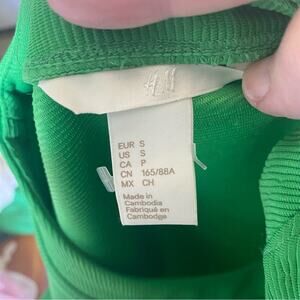 H&M
EUR S
US S
CA P
CN 165/88A
MX CH
Made in
Cambodia
Fabriqué en
Cambodge